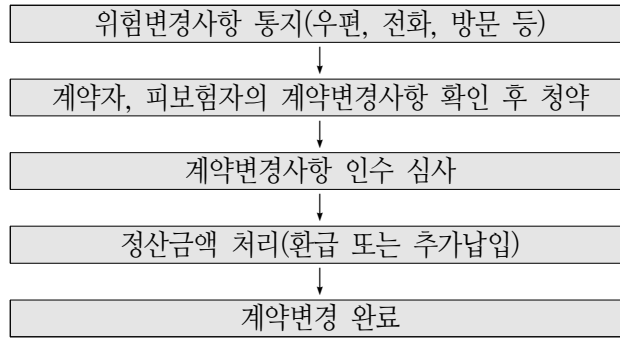 위험변경사항 통지(우편, 전화, 방문 등)
계약자, 피보험자의 계약변경사항 확인 후 청약
계약변경사항 인수 심사
정산금액 처리(환급 또는 추가납입)
계약변경 완료